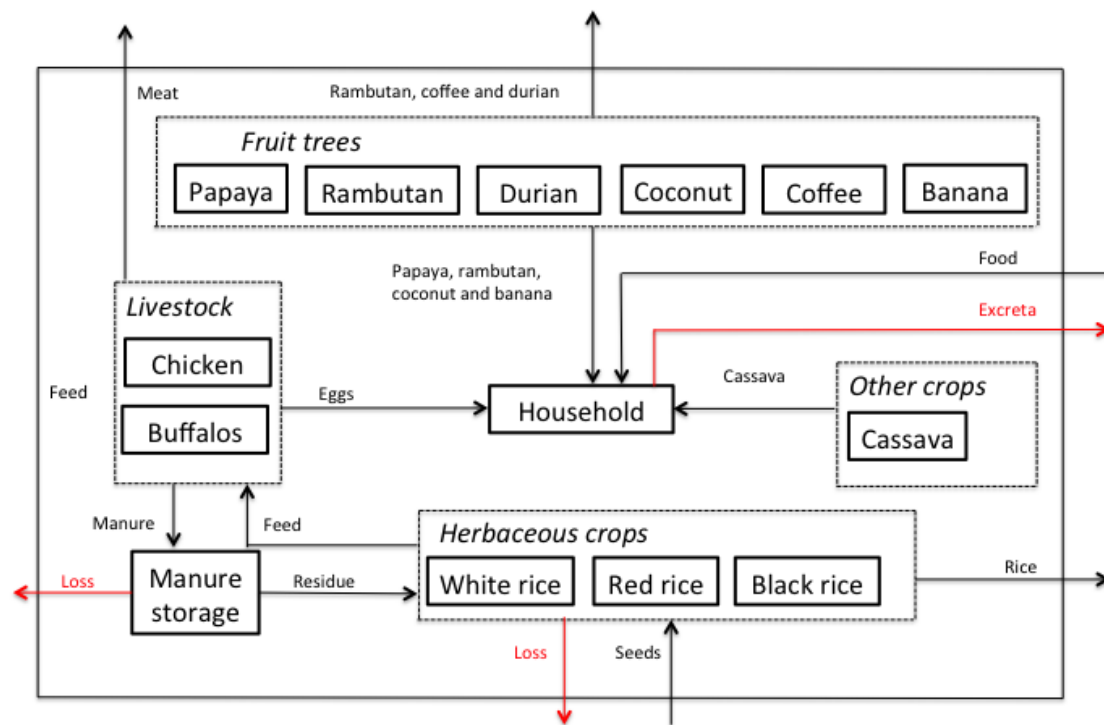 Meat
Rambutan, coffee and durian
Fruit trees
Papaya
Rambutan
Durian
Coconut
Coffee
Banana
Papaya, rambutan,
coconut and banana
Food
Excreta
Livestock
Chicken
Buffalos
Feed
Eggs
Household
Cassava
Other crops
Cassava
Manure
Feed
Herbaceous crops
White rice
Red rice
Black rice
Rice
Loss
Manure
storage
Residue
Loss
Seeds